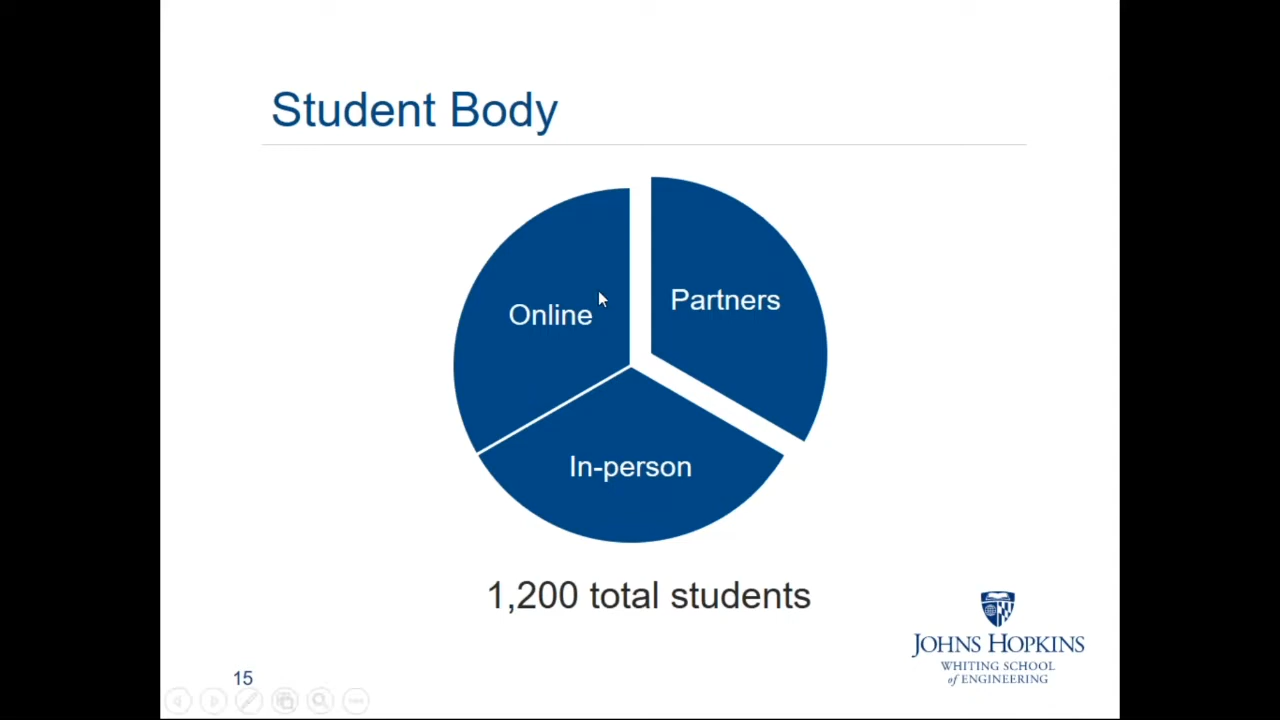 Student Body
Partners
Online
In-person
1,200 total students
JOHNS HOPKINS
WHITING SCHOOL
of ENGINEERING
15